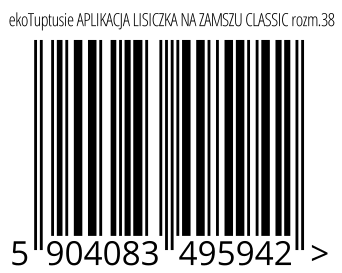 ekoTuptusie APLIKACJA LISICZKA NA ZAMSZU CLASSIC rozm.38
5 904083 495942 >